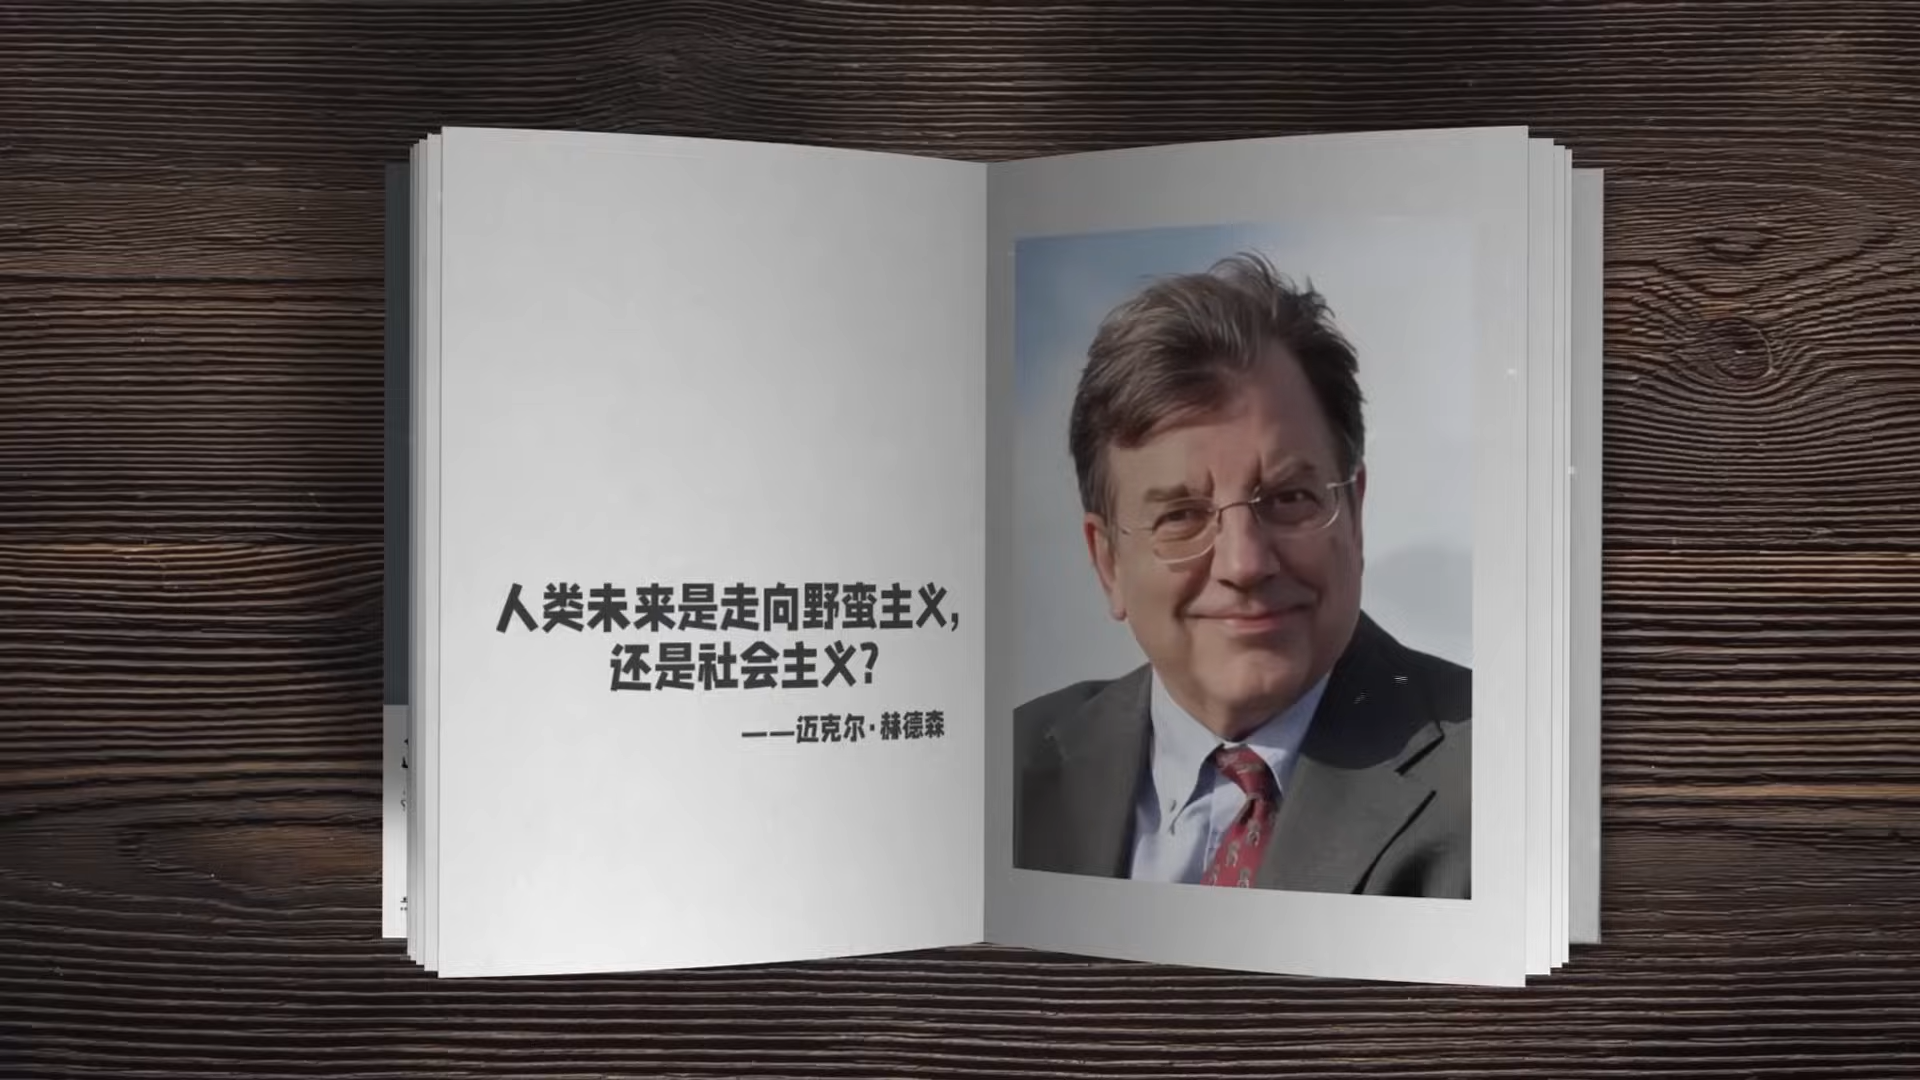 人类未来是走向野蛮主义,
还是社会主义?
——迈克尔·赫德森